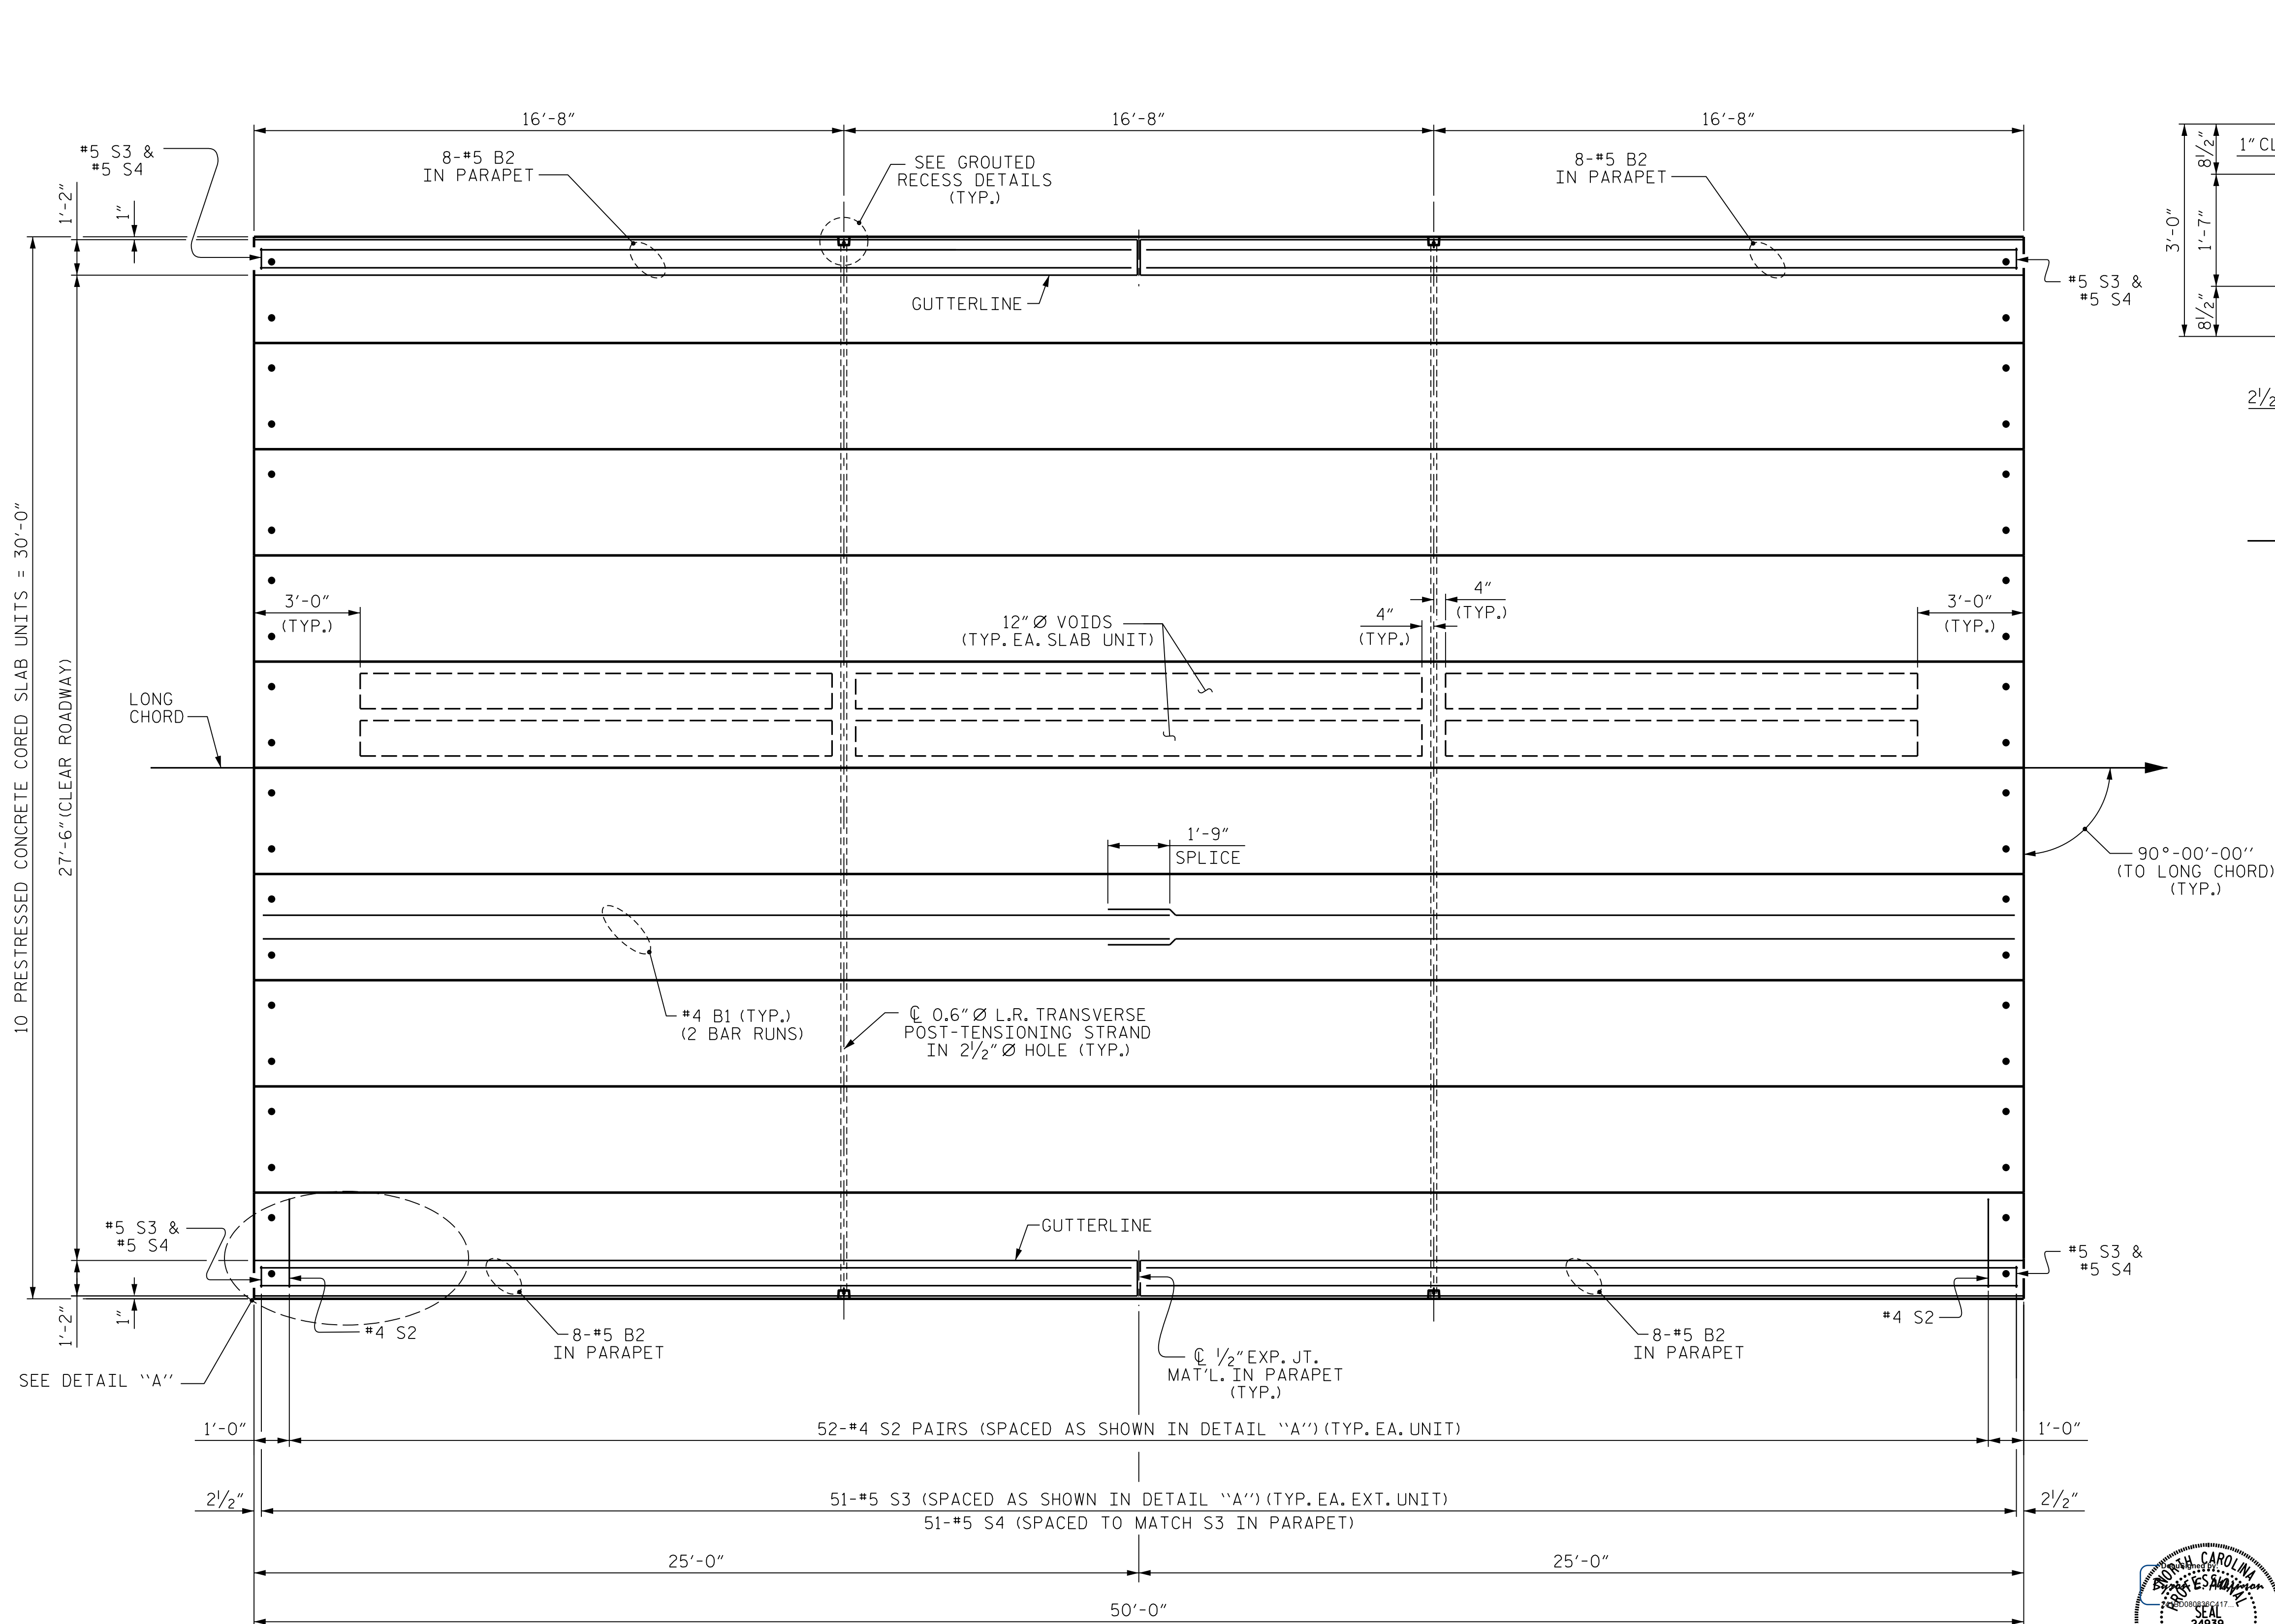 16'-8"
16'-8"
16'-8"
#5 S3 &
#5 S4
8-#5 B2
IN PARAPET
SEE GROUTED
RECESS DETAILS
(TYP.)
8-#5 B2
IN PARAPET
1'-2"
1"
GUTTERLINE
#5 S3 &
#5 S4
3'-0"
8½"
1'-7"
8½"
1" CL
2½
10 PRESTRESSED CONCRETE CORED SLAB UNITS = 30'-0"
27'-6" (CLEAR ROADWAY)
3'-0"
(TYP.)
12" Ø VOIDS
(TYP. EA. SLAB UNIT)
4"
(TYP.)
4"
(TYP.)
3'-0"
(TYP.)
LONG
CHORD
1'-9"
SPLICE
90°-00'-00''
(TO LONG CHORD)
(TYP.)
#4 B1 (TYP.)
(2 BAR RUNS)
℄ 0.6" Ø L.R. TRANSVERSE
POST-TENSIONING STRAND
IN 2½" Ø HOLE (TYP.)
#5 S3 &
#5 S4
GUTTERLINE
#5 S3 &
#5 S4
1'-2"
1"
#4 S2
8-#5 B2
IN PARAPET
℄ ½" EXP. JT.
MAT'L. IN PARAPET
(TYP.)
8-#5 B2
IN PARAPET
#4 S2
SEE DETAIL "A"
1'-0"
52-#4 S2 PAIRS (SPACED AS SHOWN IN DETAIL "A") (TYP. EA. UNIT)
1'-0"
2½"
51-#5 S3 (SPACED AS SHOWN IN DETAIL "A") (TYP. EA. EXT. UNIT)
51-#5 S4 (SPACED TO MATCH S3 IN PARAPET)
2½"
25'-0"
25'-0"
50'-0"
NORTH CAROLINA
PROFESSIONAL
SEAL